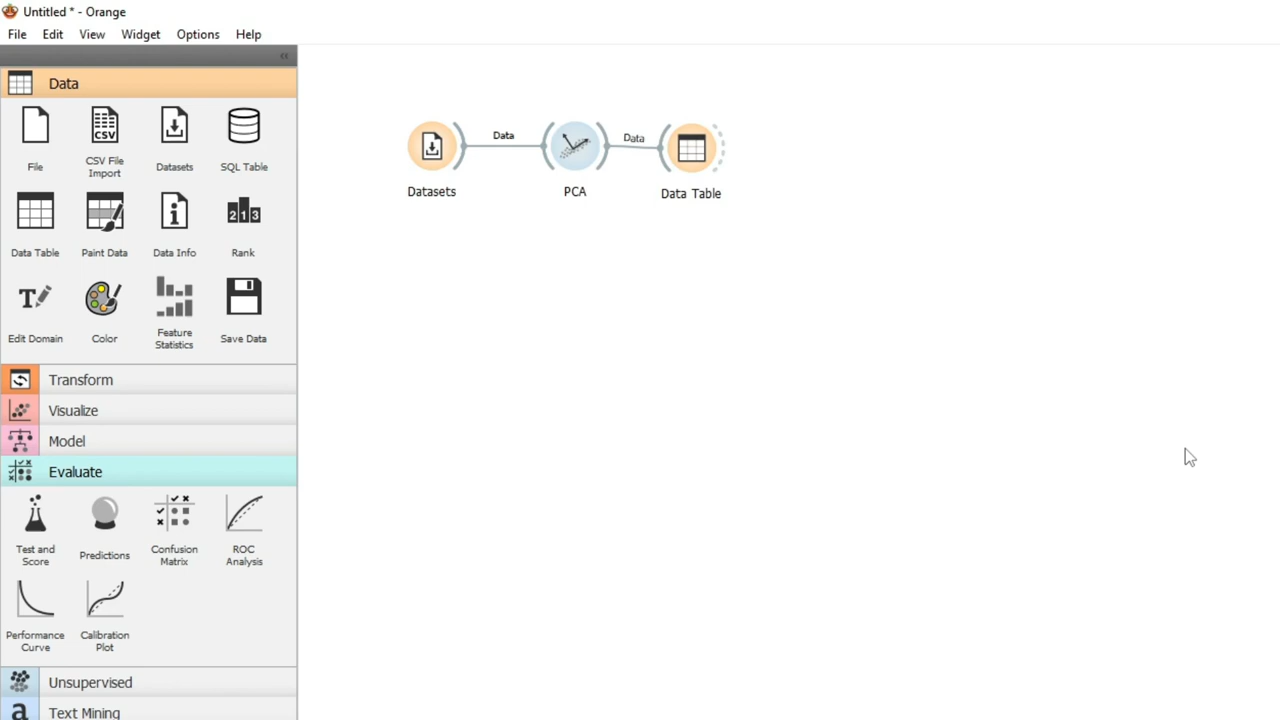 Untitled * - Orange
File Edit View Widget Options Help
Data
File
CSV File Import
CSV
Datasets
SQL Table
Data Table
Paint Data
Data Info
Rank
213
Edit Domain
T
Color
Feature Statistics
Save Data
Transform
Visualize
Model
Evaluate
Test and Score
Predictions
Confusion Matrix
ROC Analysis
Performance Curve
Calibration Plot
Unsupervised
a Text Mining
Data
Data
Datasets
PCA
Data Table